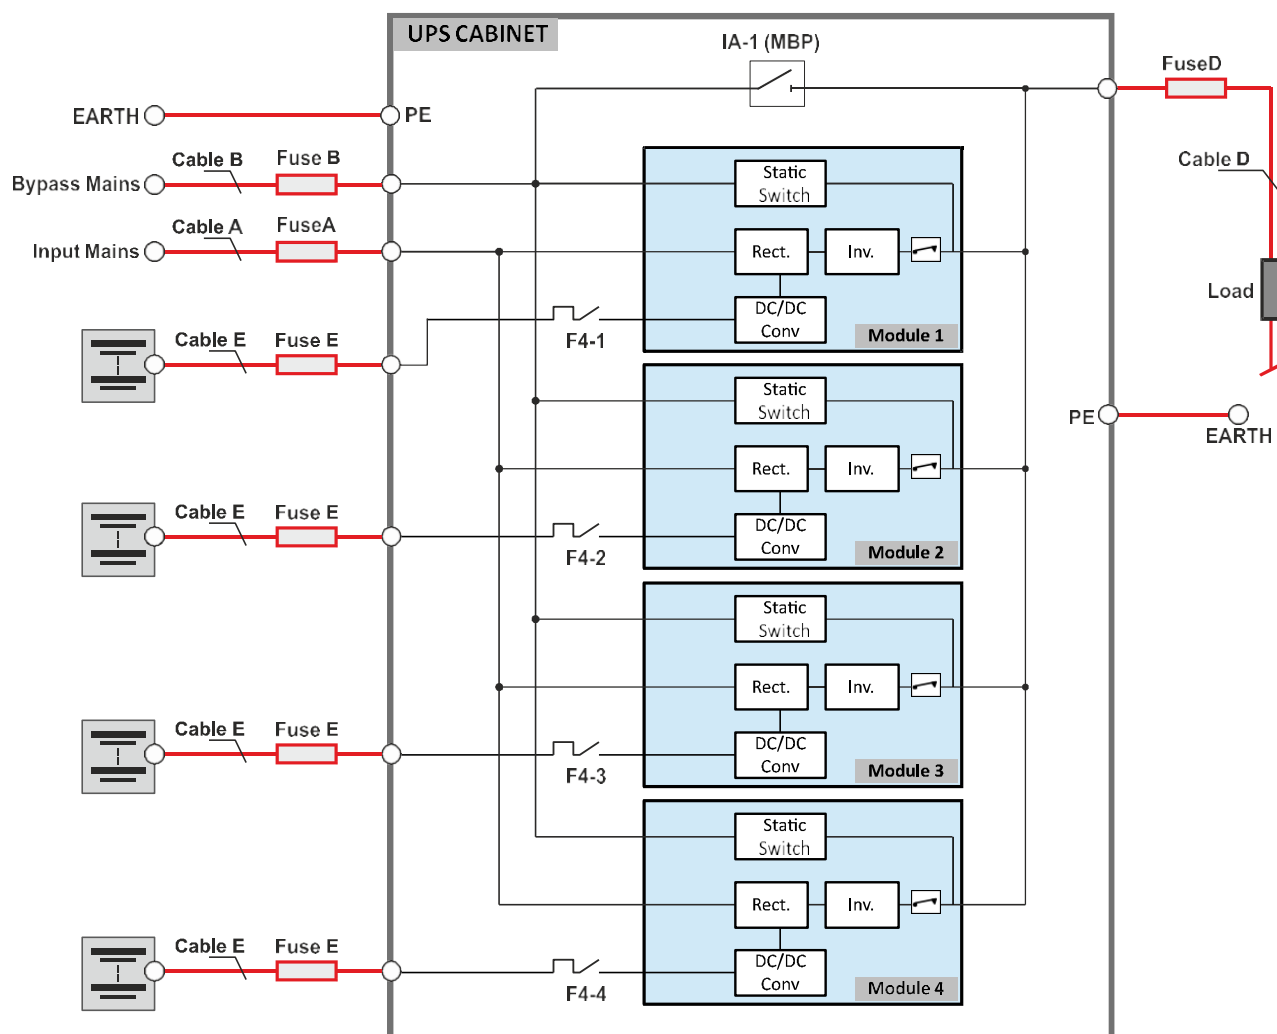 UPS CABINET
IA-1 (MBP)
FuseD
EARTH
PE
Cable B
Fuse B
Bypass Mains
Cable A
FuseA
Input Mains
Cable D
Load
Static
Switch
Rect.
Inv.
DC/DC
Conv
Module 1
F4-1
Cable E
Fuse E
PE
EARTH
Static
Switch
Rect.
Inv.
DC/DC
Conv
Module 2
F4-2
Cable E
Fuse E
Static
Switch
Rect.
Inv.
DC/DC
Conv
Module 3
F4-3
Cable E
Fuse E
Static
Switch
Rect.
Inv.
DC/DC
Conv
Module 4
F4-4
Cable E
Fuse E